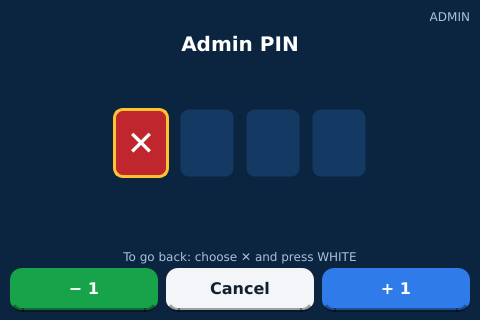 ADMIN
Admin PIN
✕
To go back: choose ✕ and press WHITE
− 1
Cancel
+ 1